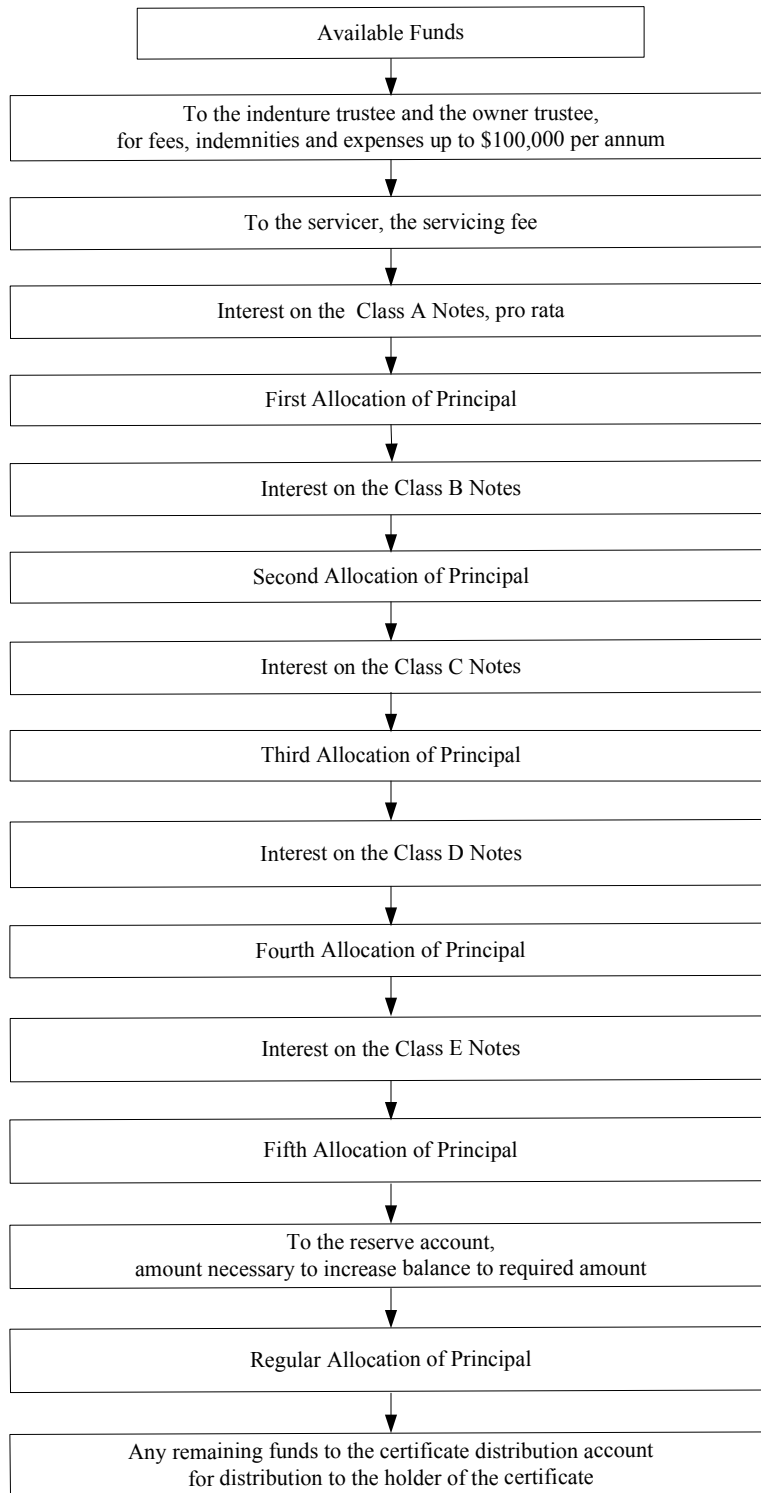 Available Funds
To the indenture trustee and the owner trustee,
for fees, indemnities and expenses up to $100,000 per annum
To the servicer, the servicing fee
Interest on the  Class A Notes, pro rata
First Allocation of Principal
Interest on the Class B Notes
Second Allocation of Principal
Interest on the Class C Notes
Third Allocation of Principal
Interest on the Class D Notes
Fourth Allocation of Principal
Interest on the Class E Notes
Fifth Allocation of Principal
To the reserve account,
amount necessary to increase balance to required amount
Regular Allocation of Principal
Any remaining funds to the certificate distribution account
for distribution to the holder of the certificate